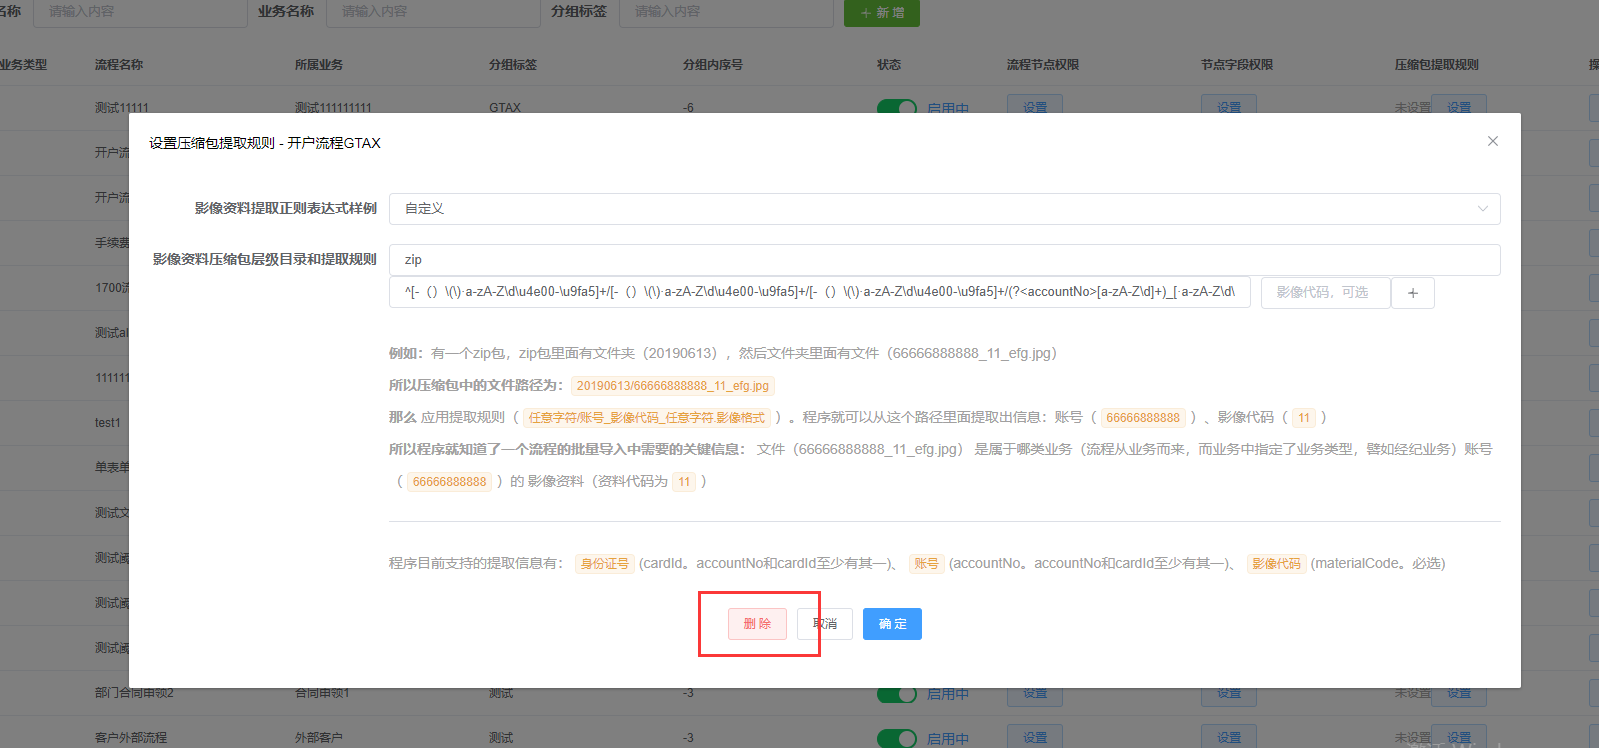 名称 请输入内容 业务名称 请输入内容 分组标签 请输入内容 + 新 增
业务类型 流程名称 所属业务 分组标签 分组内序号 状态 流程节点权限 节点字段权限 压缩包提取规则
测试11111 测试111111111 GTAX -6 启用中 设置 设置 未设置 设置
设置压缩包提取规则 - 开户流程GTAX
开户流
影像资料提取正则表达式样例 自定义
开户流
手续费
影像资料压缩包层级目录和提取规则 zip
1700流
^[-（）\(\)·a-zA-Z\d\u4e00-\u9fa5]+/[-（）\(\)·a-zA-Z\d\u4e00-\u9fa5]+/[-（）\(\)·a-zA-Z\d\u4e00-\u9fa5]+/(?<accountNo>[a-zA-Z\d]+)_[·a-zA-Z\d\ 影像代码，可选 +
测试al
例如：有一个zip包，zip包里面有文件夹（20190613），然后文件夹里面有文件（66666888888_11_efg.jpg）
111111
所以压缩包中的文件路径为： 20190613/66666888888_11_efg.jpg
test1
那么 应用提取规则（ 任意字符/账号_影像代码_任意字符.影像格式 ）。程序就可以从这个路径里面提取出信息：账号（ 66666888888 ）、影像代码（ 11 ）
所以程序就知道了一个流程的批量导入中需要的关键信息： 文件（66666888888_11_efg.jpg） 是属于哪类业务（流程从业务而来，而业务中指定了业务类型，譬如经纪业务）账号
单表单
（ 66666888888 ）的 影像资料（资料代码为 11 ）
测试文
程序目前支持的提取信息有： 身份证号 (cardId。accountNo和cardId至少有其一)、 账号 (accountNo。accountNo和cardId至少有其一)、 影像代码 (materialCode。必选)
测试
测试
删 除 取消 确 定
测试
部门合同申领2 合同申领1 测试 -3 启用中 设置 设置 未设置 设置
客户外部流程 外部客户 测试 -3 启用中 设置 设置 未设置 设置